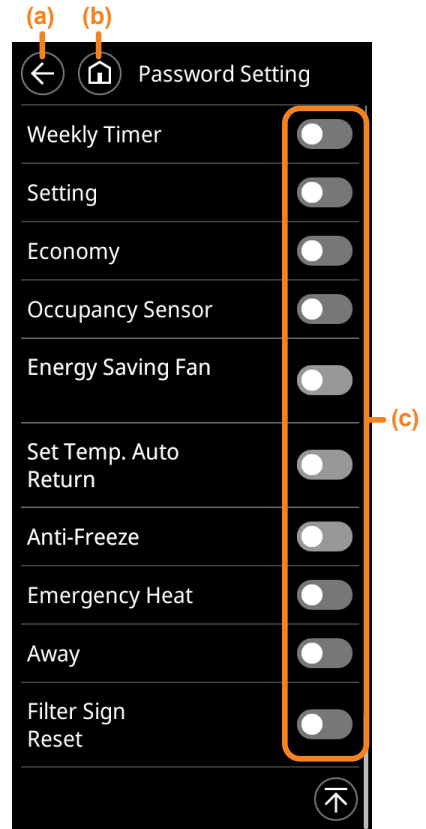 (a) (b)
Password Setting
Weekly Timer
Setting
Economy
Occupancy Sensor
Energy Saving Fan
(c)
Set Temp. Auto
Return
Anti-Freeze
Emergency Heat
Away
Filter Sign
Reset